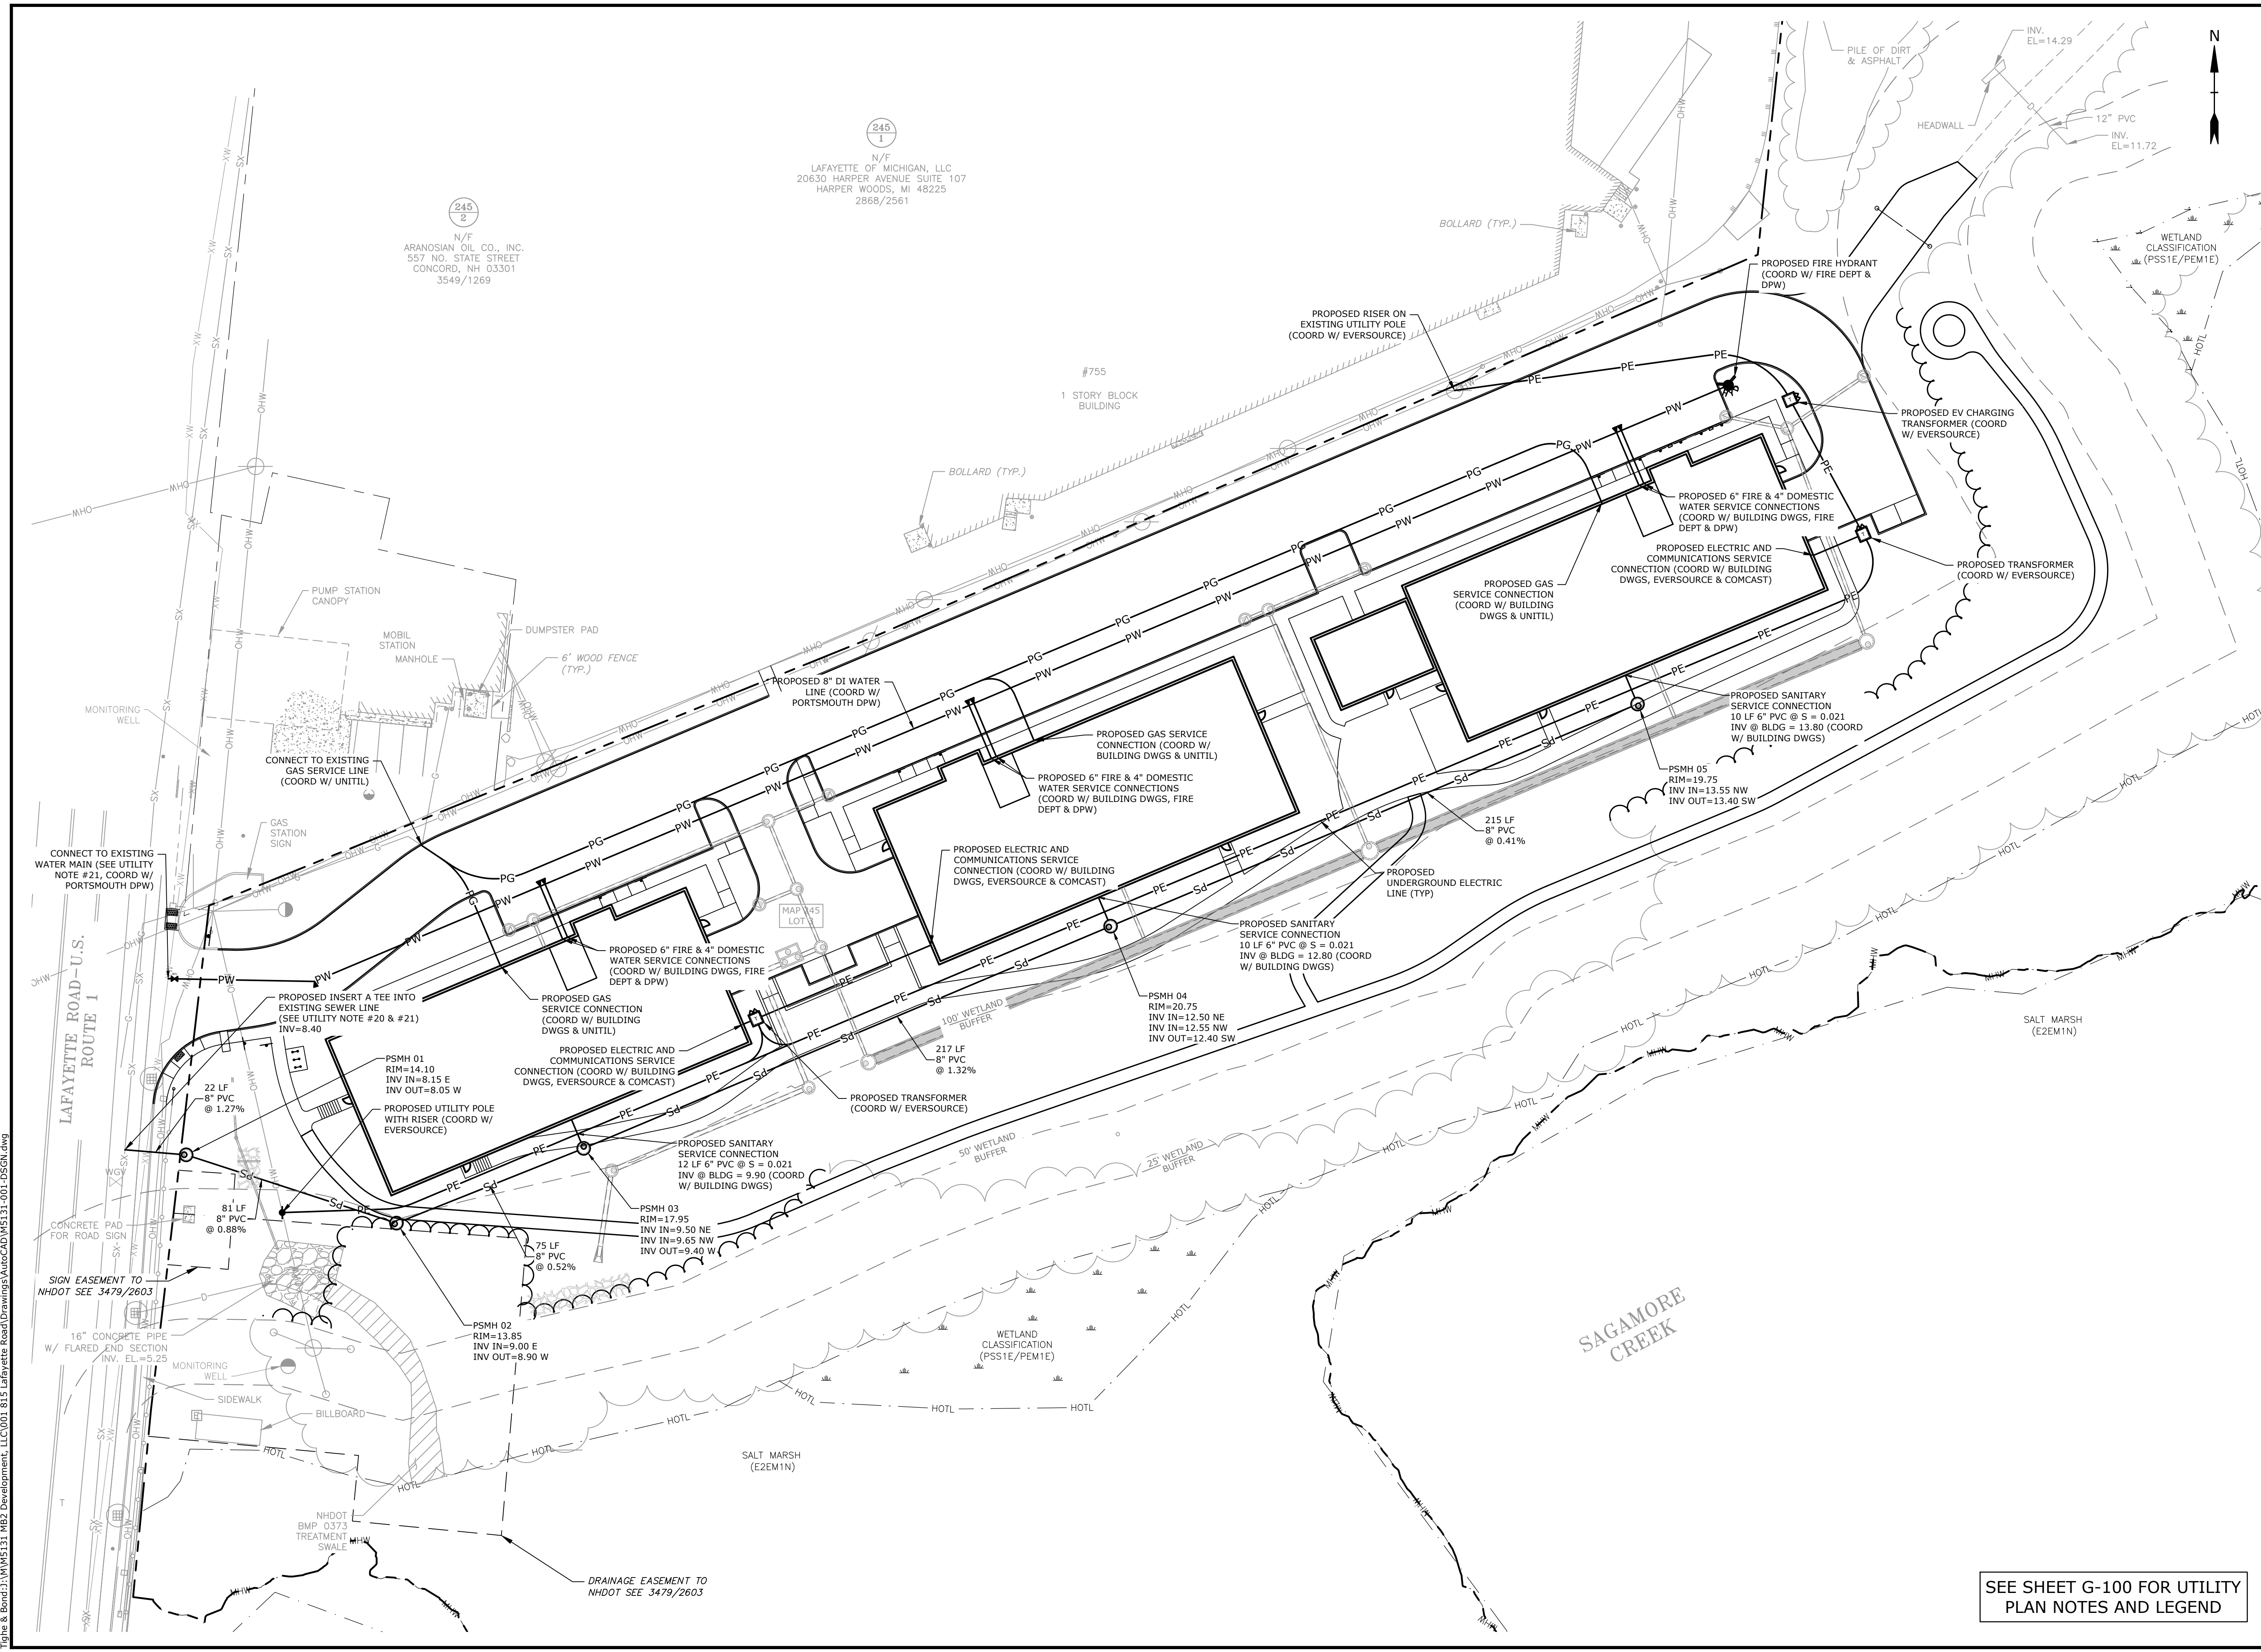 N
INV.
EL=14.29
PILE OF DIRT
& ASPHALT
HEADWALL
12" PVC
INV.
EL=11.72
245
1
N/F
LAFAYETTE OF MICHIGAN, LLC
20630 HARPER AVENUE SUITE 107
HARPER WOODS, MI 48225
2868/2561
245
2
N/F
ARANOSIAN OIL CO., INC.
557 NO. STATE STREET
CONCORD, NH 03301
3549/1269
BOLLARD (TYP.)
WETLAND
CLASSIFICATION
(PSS1E/PEM1E)
PROPOSED FIRE HYDRANT
(COORD W/ FIRE DEPT &
DPW)
PROPOSED RISER ON
EXISTING UTILITY POLE
(COORD W/ EVERSOURCE)
#755
1 STORY BLOCK
BUILDING
PROPOSED EV CHARGING
TRANSFORMER (COORD
W/ EVERSOURCE)
BOLLARD (TYP.)
PROPOSED 6" FIRE & 4" DOMESTIC
WATER SERVICE CONNECTIONS
(COORD W/ BUILDING DWGS, FIRE
DEPT & DPW)
PROPOSED ELECTRIC AND
COMMUNICATIONS SERVICE
CONNECTION (COORD W/ BUILDING
DWGS, EVERSOURCE & COMCAST)
PROPOSED TRANSFORMER
(COORD W/ EVERSOURCE)
PROPOSED GAS
SERVICE CONNECTION
(COORD W/ BUILDING
DWGS & UNITIL)
PUMP STATION
CANOPY
MOBIL
STATION
MANHOLE
DUMPSTER PAD
6' WOOD FENCE
(TYP.)
MONITORING
WELL
PROPOSED 8" DI WATER
LINE (COORD W/
PORTSMOUTH DPW)
PROPOSED SANITARY
SERVICE CONNECTION
10 LF 6" PVC @ S = 0.021
INV @ BLDG = 13.80 (COORD
W/ BUILDING DWGS)
PROPOSED GAS SERVICE
CONNECTION (COORD W/
BUILDING DWGS & UNITIL)
CONNECT TO EXISTING
GAS SERVICE LINE
(COORD W/ UNITIL)
PSMH 05
RIM=19.75
INV IN=13.55 NW
INV OUT=13.40 SW
PROPOSED 6" FIRE & 4" DOMESTIC
WATER SERVICE CONNECTIONS
(COORD W/ BUILDING DWGS, FIRE
DEPT & DPW)
GAS
STATION
SIGN
215 LF
8" PVC
@ 0.41%
CONNECT TO EXISTING
WATER MAIN (SEE UTILITY
NOTE #21, COORD W/
PORTSMOUTH DPW)
PROPOSED ELECTRIC AND
COMMUNICATIONS SERVICE
CONNECTION (COORD W/ BUILDING
DWGS, EVERSOURCE & COMCAST)
PROPOSED
UNDERGROUND ELECTRIC
LINE (TYP)
MAP 245
LOT 3
PROPOSED SANITARY
SERVICE CONNECTION
10 LF 6" PVC @ S = 0.021
INV @ BLDG = 12.80 (COORD
W/ BUILDING DWGS)
PROPOSED 6" FIRE & 4" DOMESTIC
WATER SERVICE CONNECTIONS
(COORD W/ BUILDING DWGS, FIRE
DEPT & DPW)
LAFAYETTE ROAD-U.S.
ROUTE 1
PROPOSED INSERT A TEE INTO
EXISTING SEWER LINE
(SEE UTILITY NOTE #20 & #21)
INV=8.40
PROPOSED GAS
SERVICE CONNECTION
(COORD W/ BUILDING
DWGS & UNITIL)
PSMH 04
RIM=20.75
INV IN=12.50 NE
INV IN=12.55 NW
INV OUT=12.40 SW
100' WETLAND
BUFFER
SALT MARSH
(E2EM1N)
PROPOSED ELECTRIC AND
COMMUNICATIONS SERVICE
CONNECTION (COORD W/ BUILDING
DWGS, EVERSOURCE & COMCAST)
217 LF
8" PVC
@ 1.32%
PSMH 01
RIM=14.10
INV IN=8.15 E
INV OUT=8.05 W
22 LF
8" PVC
@ 1.27%
PROPOSED UTILITY POLE
WITH RISER (COORD W/
EVERSOURCE)
PROPOSED TRANSFORMER
(COORD W/ EVERSOURCE)
PROPOSED SANITARY
SERVICE CONNECTION
12 LF 6" PVC @ S = 0.021
INV @ BLDG = 9.90 (COORD
W/ BUILDING DWGS)
50' WETLAND
BUFFER
25' WETLAND
BUFFER
WGV
81 LF
8" PVC
@ 0.88%
CONCRETE PAD
FOR ROAD SIGN
PSMH 03
RIM=17.95
INV IN=9.50 NE
INV IN=9.65 NW
INV OUT=9.40 W
75 LF
8" PVC
@ 0.52%
SIGN EASEMENT TO
NHDOT SEE 3479/2603
16" CONCRETE PIPE
W/ FLARED END SECTION
INV. EL.=5.25
PSMH 02
RIM=13.85
INV IN=9.00 E
INV OUT=8.90 W
WETLAND
CLASSIFICATION
(PSS1E/PEM1E)
SAGAMORE
CREEK
MONITORING
WELL
SIDEWALK
BILLBOARD
SALT MARSH
(E2EM1N)
NHDOT
BMP 0373
TREATMENT
SWALE
DRAINAGE EASEMENT TO
NHDOT SEE 3479/2603
SEE SHEET G-100 FOR UTILITY
PLAN NOTES AND LEGEND
Tighe & Bond:J:\M\M5131 MB2 Development, LLC\001 815 Lafayette Road\Drawings\AutoCAD\M5131-001-DSGN.dwg